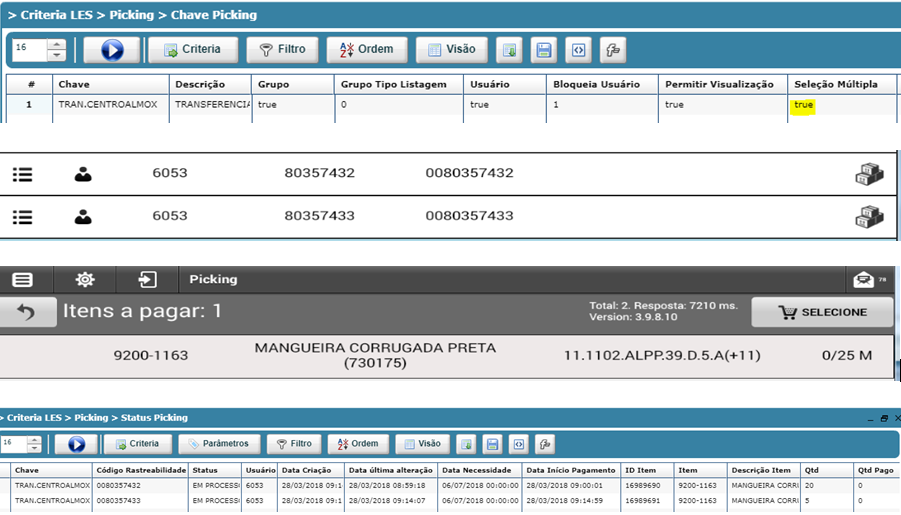 > Criteria LES > Picking > Chave Picking
16 Criteria Filtro Ordem Visão
# Chave Descrição Grupo Grupo Tipo Listagem Usuário Bloqueia Usuário Permitir Visualização Seleção Múltipla
1 TRAN.CENTROALMOX TRANSFERENCIA true 0 true 1 true true
6053 80357432 0080357432
6053 80357433 0080357433
Picking 78
Itens a pagar: 1
Total: 2. Resposta: 7210 ms.
Version: 3.9.8.10
SELECIONE
9200-1163 MANGUEIRA CORRUGADA PRETA (730175) 11.1102.ALPP.39.D.5.A(+11) 0/25 M
> Criteria LES > Picking > Status Picking
16 Criteria Parâmetros Filtro Ordem Visão
Chave Código Rastreabilidade Status Usuário Data Criação Data última alteração Data Necessidade Data Início Pagamento ID Item Item Descrição Item Qtd Qtd Pago
TRAN.CENTROALMOX 0080357432 EM PROCESS 6053 28/03/2018 09:1 28/03/2018 08:59:18 06/07/2018 00:00:00 28/03/2018 09:00:01 16989690 9200-1163 MANGUEIRA CORRI 20 0
TRAN.CENTROALMOX 0080357433 EM PROCESS 6053 28/03/2018 09:1 28/03/2018 09:14:07 06/07/2018 00:00:00 28/03/2018 09:14:59 16989691 9200-1163 MANGUEIRA CORRI 5 0